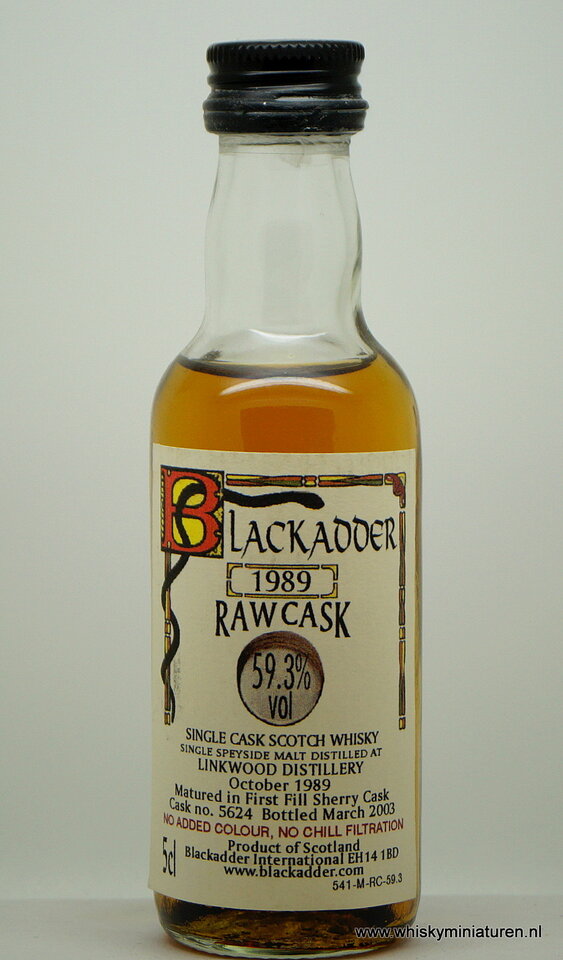 BLACKADDER
1989
RAW CASK
59.3%
vol
SINGLE CASK SCOTCH WHISKY
SINGLE SPEYSIDE MALT DISTILLED AT
LINKWOOD DISTILLERY
October 1989
Matured in First Fill Sherry Cask
Cask no. 5624 Bottled March 2003
NO ADDED COLOUR, NO CHILL FILTRATION
Product of Scotland
5cl Blackadder International EH14 1BD
www.blackadder.com
541-M-RC-59.3
www.whiskyminiaturen.nl